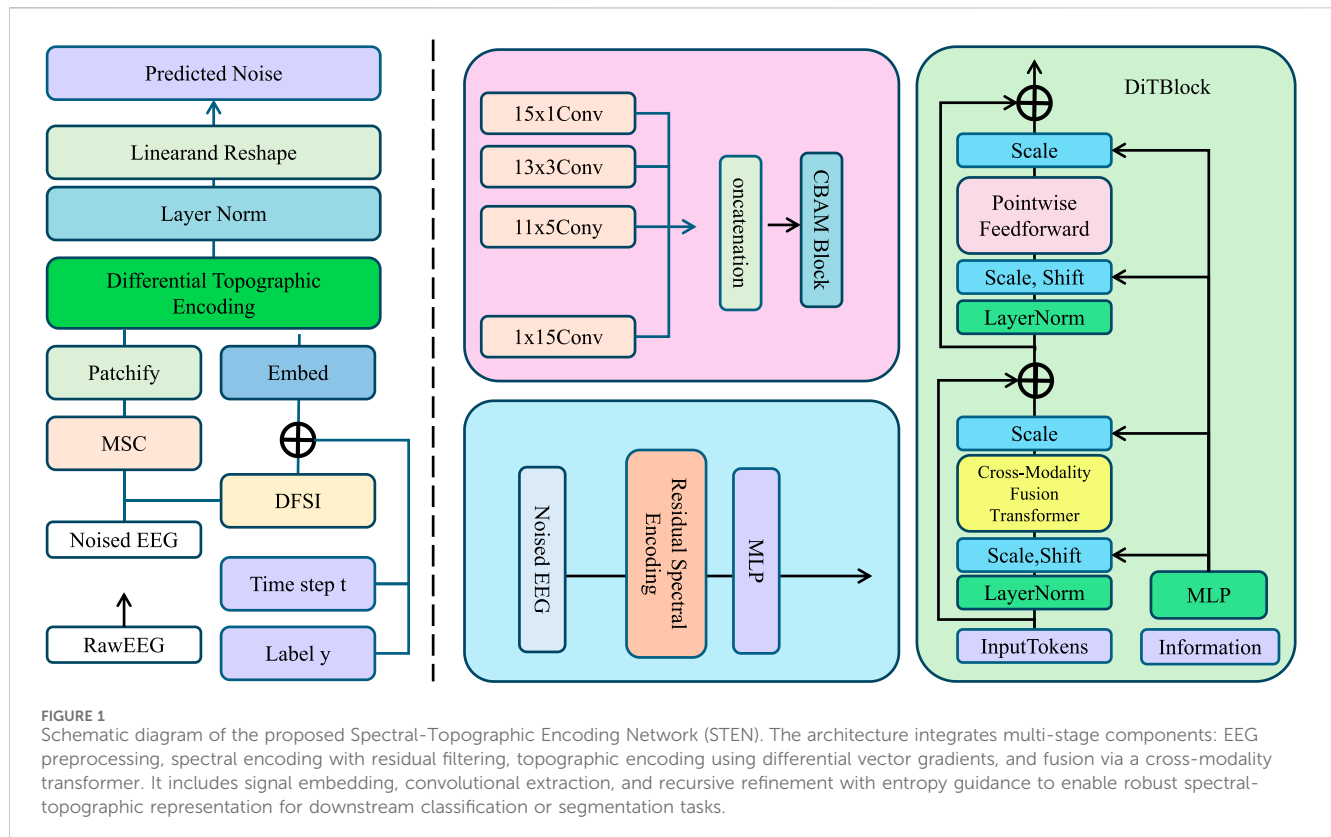 Predicted Noise
Linearand Reshape
Layer Norm
Differential Topographic
Encoding
Patchify
Embed
MSC
DFSI
Noised EEG
Time step t
RawEEG
Label y
15x1Conv
13x3Conv
11x5Cony
1x15Conv
oncatenation
CBAM Block
Noised EEG
Residual Spectral
Encoding
MLP
DiTBlock
Scale
Pointwise
Feedforward
Scale, Shift
LayerNorm
Scale
Cross-Modality
Fusion
Transformer
Scale,Shift
LayerNorm
MLP
InputTokens
Information
FIGURE 1
Schematic diagram of the proposed Spectral-Topographic Encoding Network (STEN). The architecture integrates multi-stage components: EEG
preprocessing, spectral encoding with residual filtering, topographic encoding using differential vector gradients, and fusion via a cross-modality
transformer. It includes signal embedding, convolutional extraction, and recursive refinement with entropy guidance to enable robust spectral-
topographic representation for downstream classification or segmentation tasks.